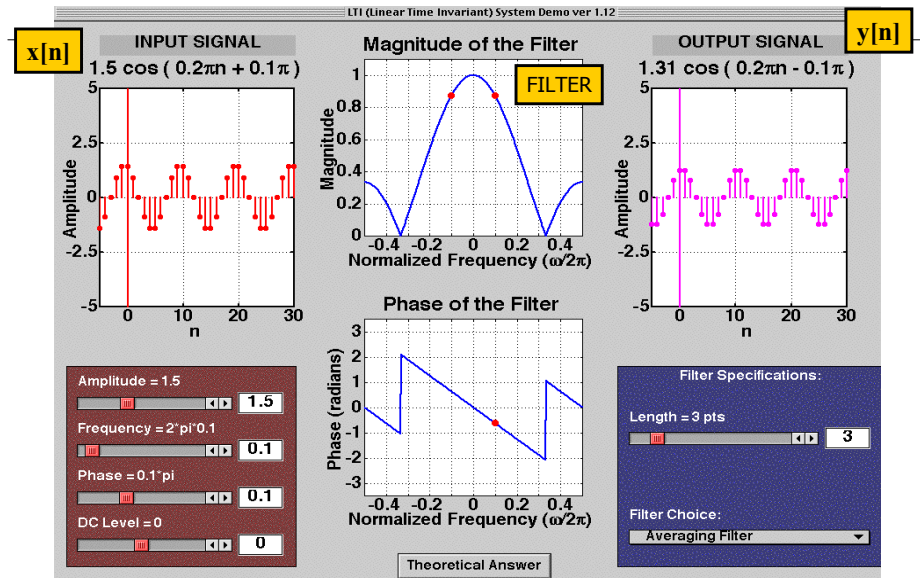 LTI (Linear Time Invariant) System Demo ver 1.12
x[n]
INPUT SIGNAL
1.5 cos ( 0.2πn + 0.1π )
5
2.5
0
-2.5
-5
Amplitude
0 10 20 30
n
Magnitude of the Filter
FILTER
1
0.8
0.6
0.4
0.2
0
Magnitude
-0.4 -0.2 0 0.2 0.4
Normalized Frequency (ω/2π)
y[n]
OUTPUT SIGNAL
1.31 cos ( 0.2πn - 0.1π )
5
2.5
0
-2.5
-5
Amplitude
0 10 20 30
n
Phase of the Filter
3
2
1
0
-1
-2
-3
Phase (radians)
-0.4 -0.2 0 0.2 0.4
Normalized Frequency (ω/2π)
Amplitude = 1.5
1.5
Frequency = 2*pi*0.1
0.1
Phase = 0.1*pi
0.1
DC Level = 0
0
Theoretical Answer
Filter Specifications:
Length = 3 pts
3
Filter Choice:
Averaging Filter